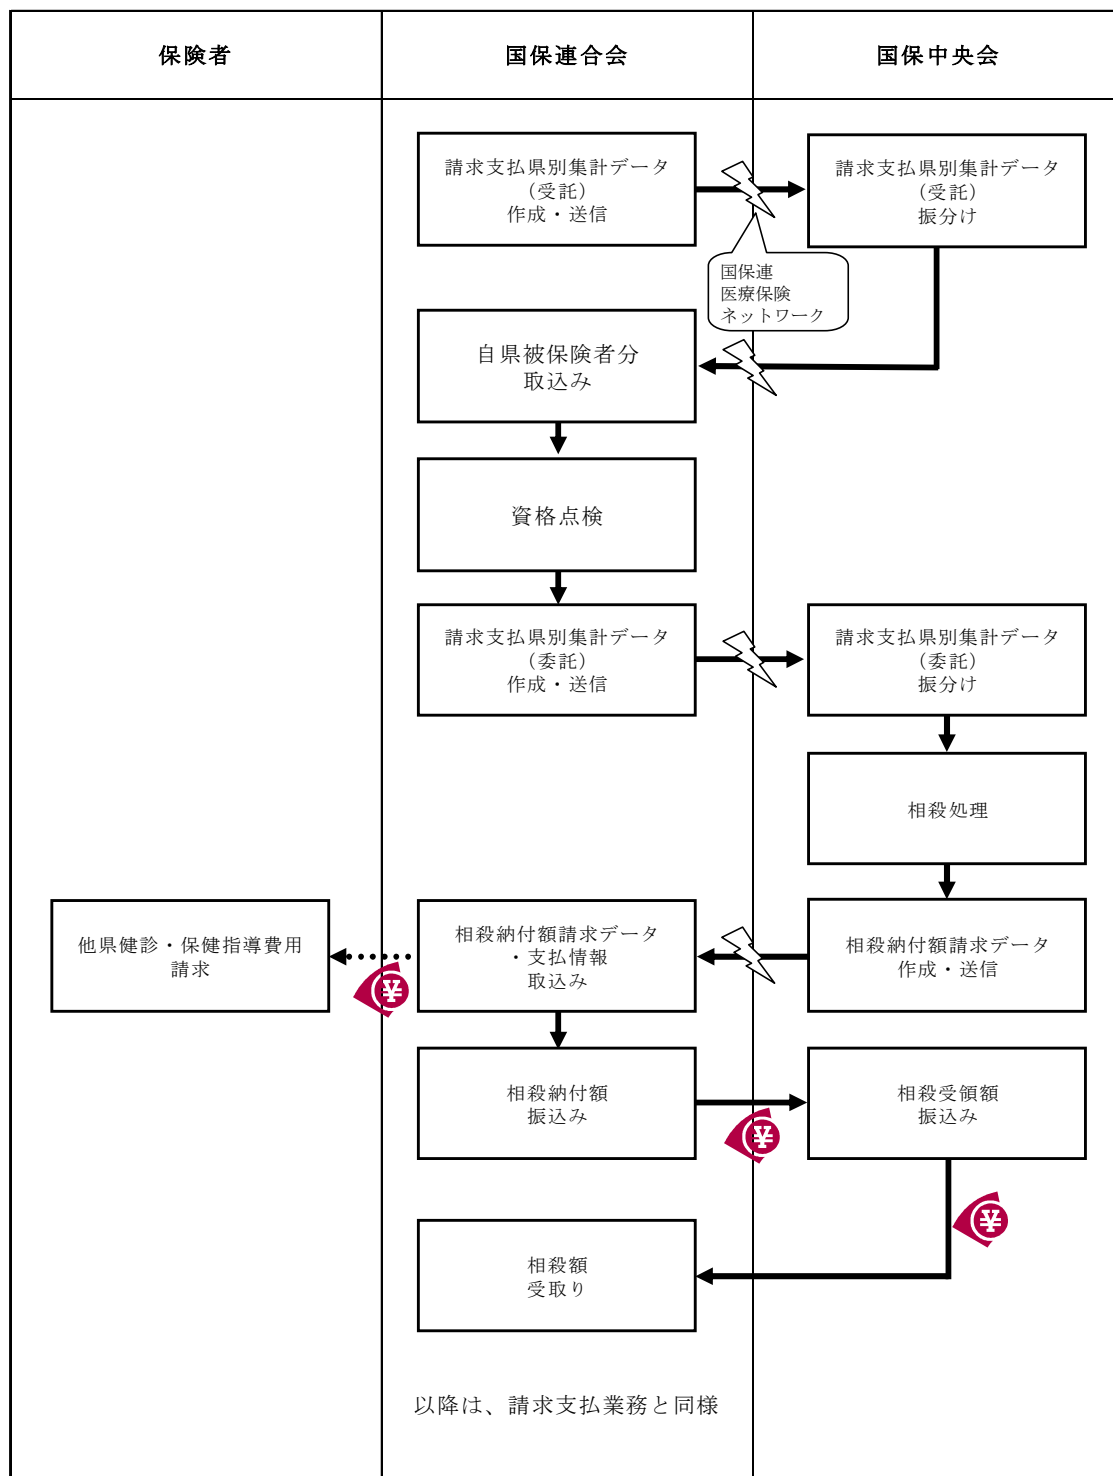 保険者
国保連合会
国保中央会
請求支払県別集計データ
（受託）
作成・送信
請求支払県別集計データ
（受託）
振分け
国保連
医療保険
ネットワーク
自県被保険者分
取込み
資格点検
請求支払県別集計データ
（委託）
作成・送信
請求支払県別集計データ
（委託）
振分け
相殺処理
他県健診・保健指導費用
請求
相殺納付額請求データ
・支払情報
取込み
相殺納付額請求データ
作成・送信
¥
相殺納付額
振込み
相殺受領額
振込み
¥
¥
相殺額
受取り
以降は、請求支払業務と同様